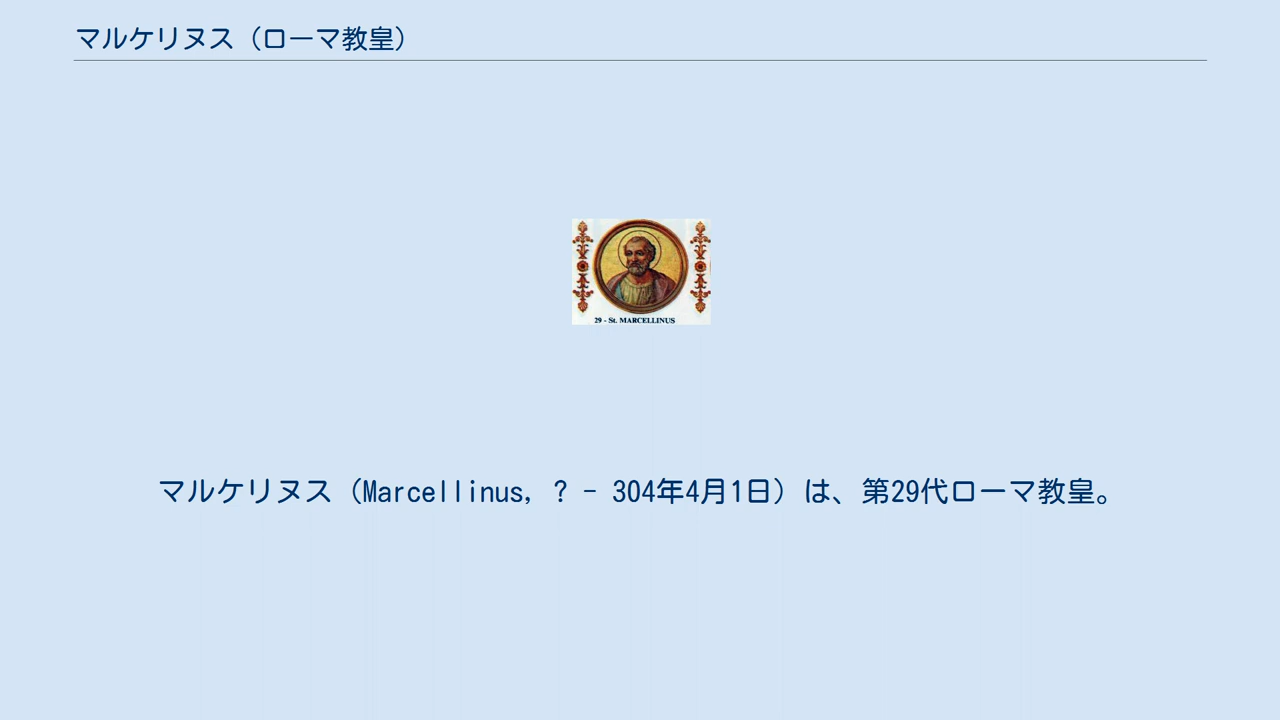 マルケリヌス（ローマ教皇）
29 - St. MARCELLINUS
マルケリヌス（Marcellinus, ? - 304年4月1日）は、第29代ローマ教皇。